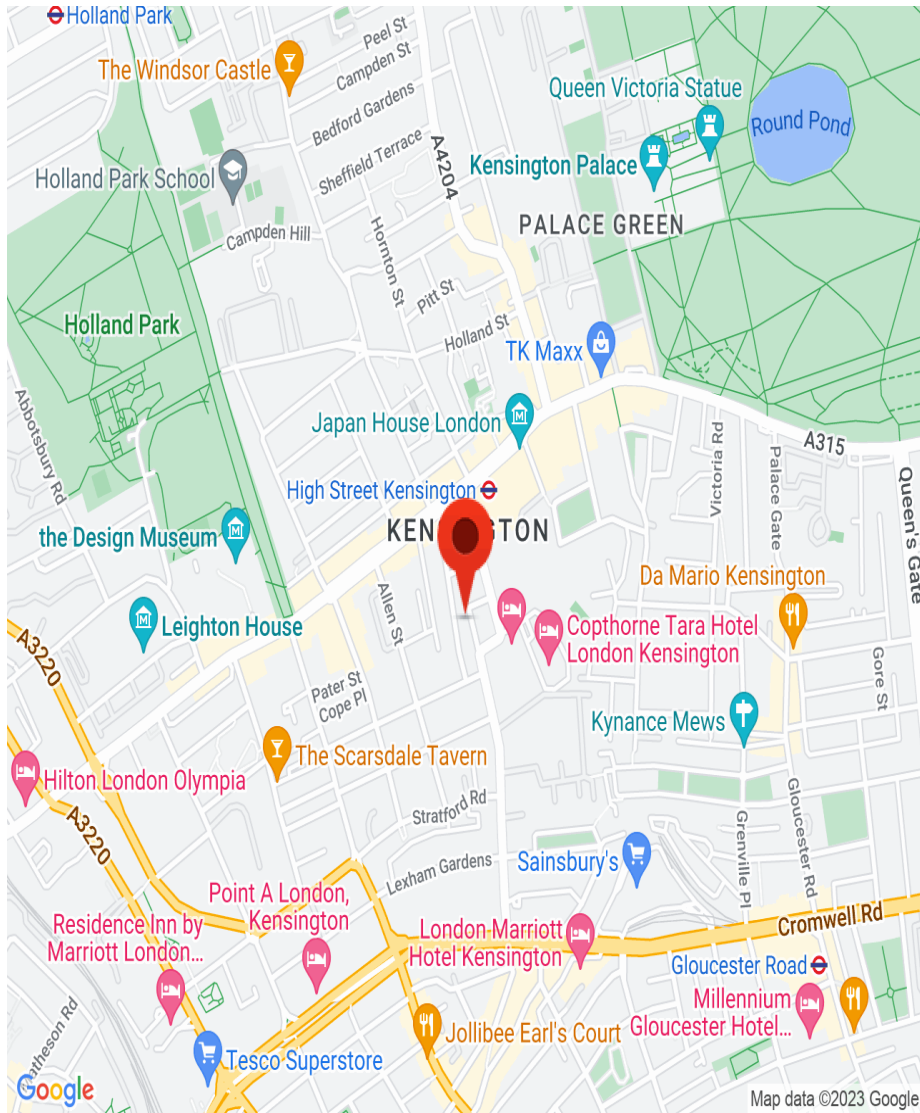 Holland Park
Peel St
The Windsor Castle
Campden St
Queen Victoria Statue
Bedford Gardens
Round Pond
A4204
Sheffield Terrace
Kensington Palace
Holland Park School
PALACE GREEN
Campden Hill
Hornton St
Pitt St
Holland Park
Holland St
TK Maxx
Abbotsbury Rd
Japan House London
A315
Victoria Rd
Palace Gate
Queen's Gate
High Street Kensington
the Design Museum
Da Mario Kensington
Allen St
Leighton House
Copthorne Tara Hotel
London Kensington
A3220
Gore St
Pater St
Cope Pl
Kynance Mews
The Scarsdale Tavern
Hilton London Olympia
Stratford Rd
A3220
Gloucester Rd
Grenville Pl
Lexham Gardens
Sainsbury's
Point A London,
Kensington
Residence Inn by
Marriott London...
London Marriott
Hotel Kensington
Cromwell Rd
Gloucester Road
Millennium
Gloucester Hotel...
Jollibee Earl's Court
Tesco Superstore
Google
Map data ©2023 Google